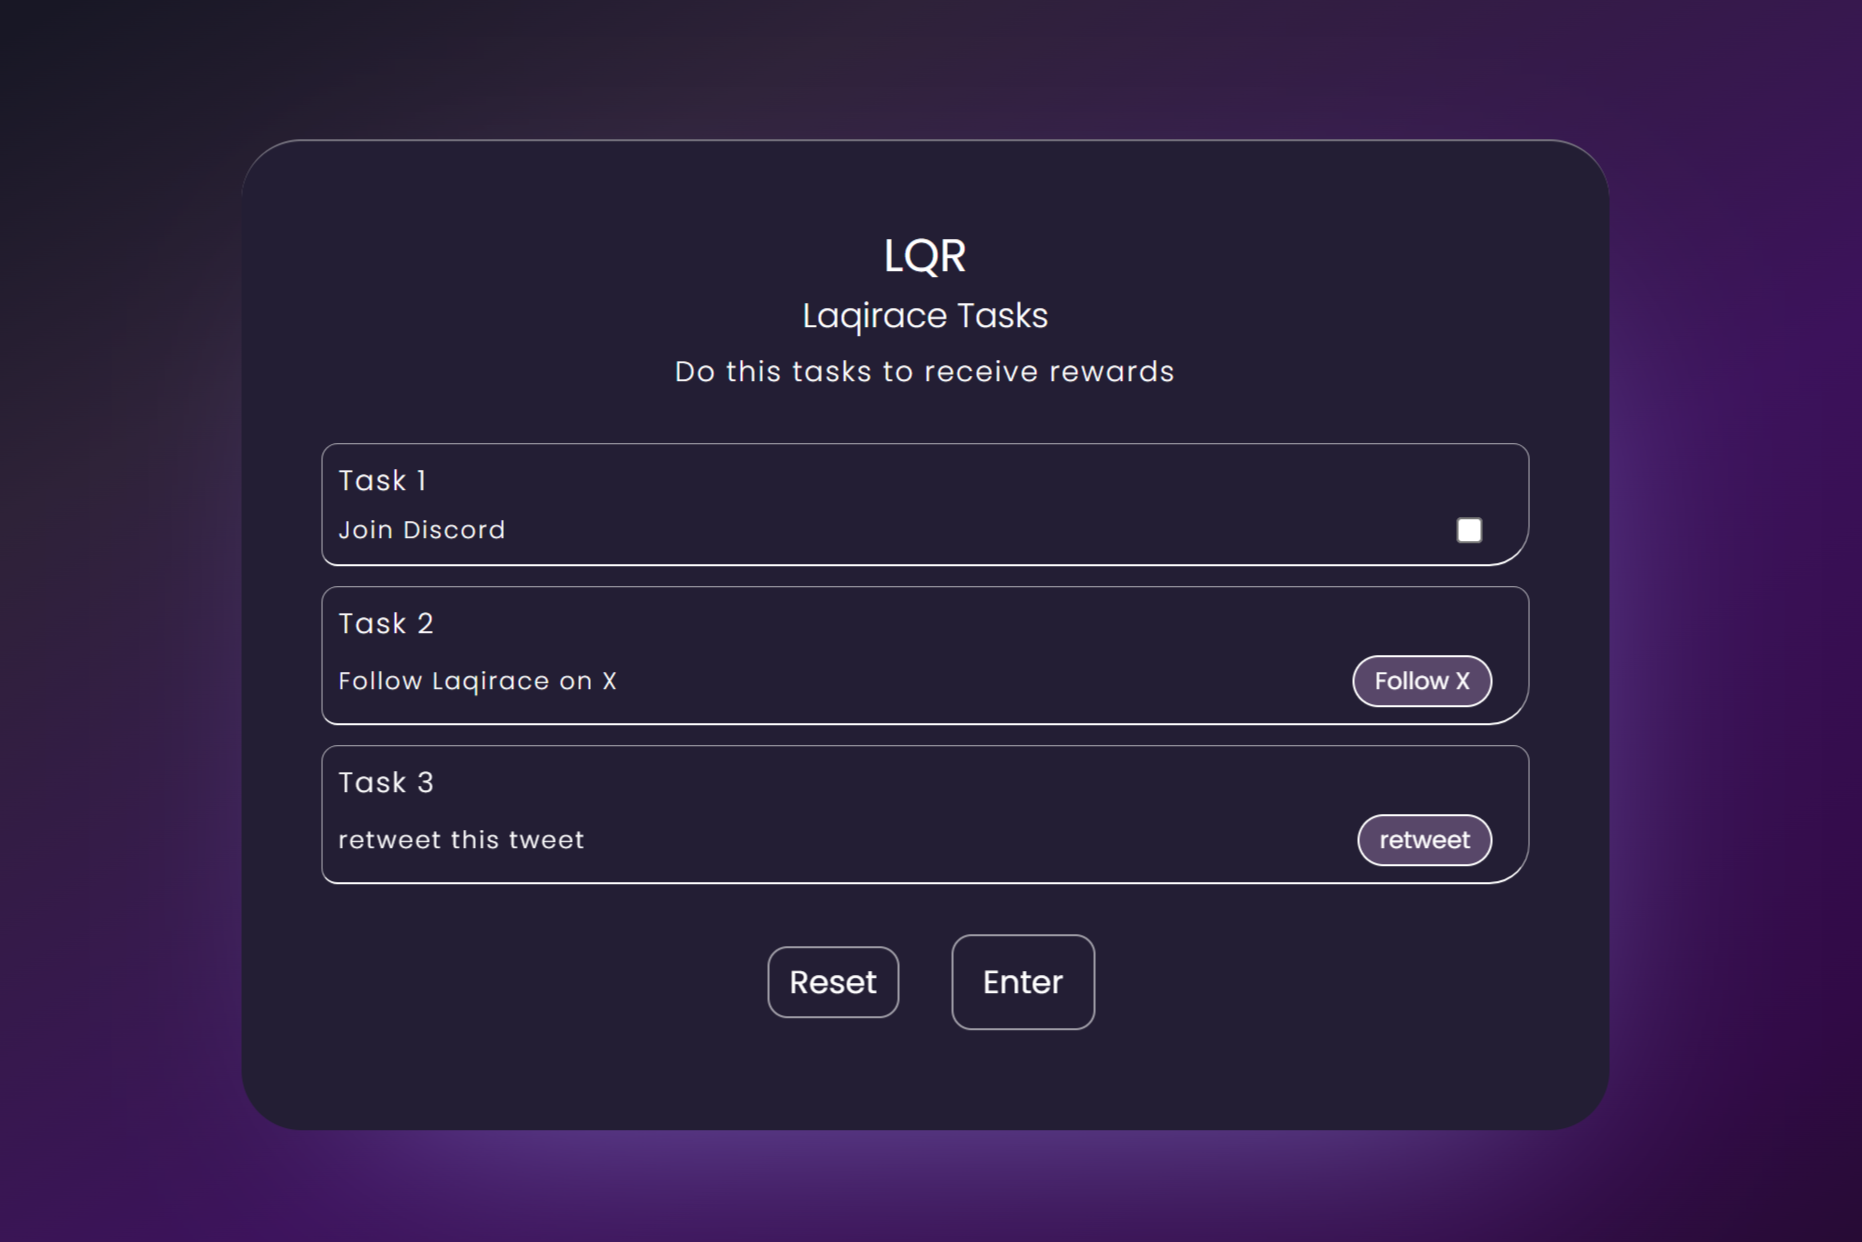 LQR
Laqirace Tasks
Do this tasks to receive rewards
Task 1
Join Discord
Task 2
Follow Laqirace on X
Follow X
Task 3
retweet this tweet
retweet
Reset
Enter